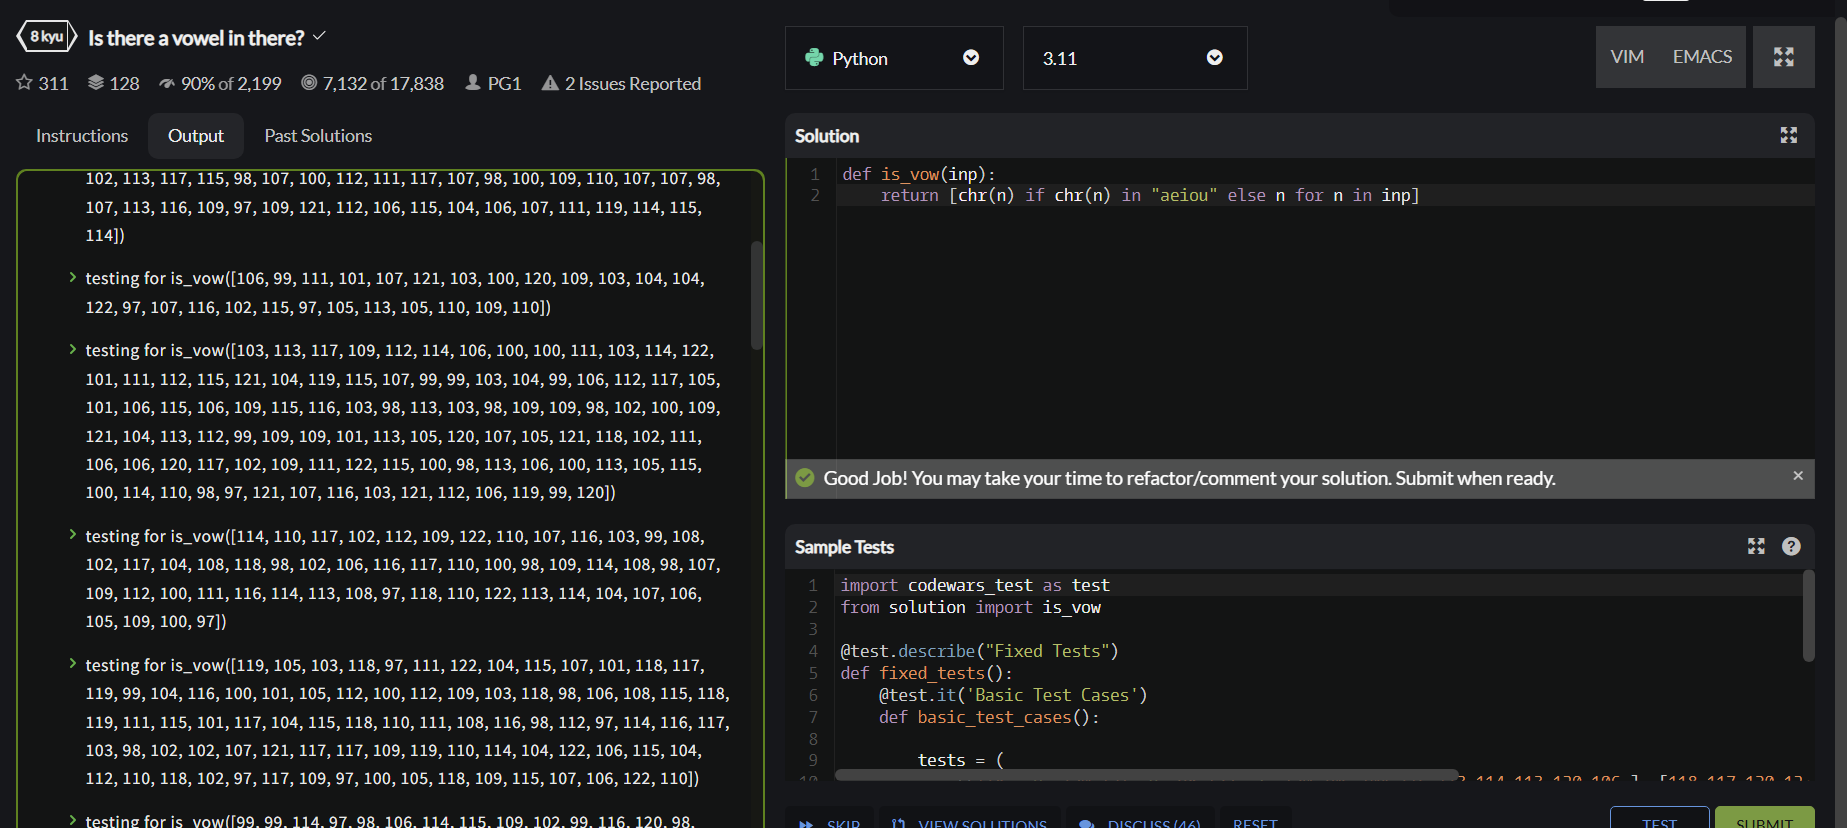 8 kyu Is there a vowel in there?
311 128 90% of 2,199 7,132 of 17,838 PG1 2 Issues Reported
Instructions Output Past Solutions
102, 113, 117, 115, 98, 107, 100, 112, 111, 117, 107, 98, 100, 109, 110, 107, 107, 98,
107, 113, 116, 109, 97, 109, 121, 112, 106, 115, 104, 106, 107, 111, 119, 114, 115,
114])
testing for is_vow([106, 99, 111, 101, 107, 121, 103, 100, 120, 109, 103, 104, 104,
122, 97, 107, 116, 102, 115, 97, 105, 113, 105, 110, 109, 110])
testing for is_vow([103, 113, 117, 109, 112, 114, 106, 100, 100, 111, 103, 114, 122,
101, 111, 112, 115, 121, 104, 119, 115, 107, 99, 99, 103, 104, 99, 106, 112, 117, 105,
101, 106, 115, 106, 109, 115, 116, 103, 98, 113, 103, 98, 109, 109, 98, 102, 100, 109,
121, 104, 113, 112, 99, 109, 109, 101, 113, 105, 120, 107, 105, 121, 118, 102, 111,
106, 106, 120, 117, 102, 109, 111, 122, 115, 100, 98, 113, 106, 100, 113, 105, 115,
100, 114, 110, 98, 97, 121, 107, 116, 103, 121, 112, 106, 119, 99, 120])
testing for is_vow([114, 110, 117, 102, 112, 109, 122, 110, 107, 116, 103, 99, 108,
102, 117, 104, 108, 118, 98, 102, 106, 116, 117, 110, 100, 98, 109, 114, 108, 98, 107,
109, 112, 100, 111, 116, 114, 113, 108, 97, 118, 110, 122, 113, 114, 104, 107, 106,
105, 109, 100, 97])
testing for is_vow([119, 105, 103, 118, 97, 111, 122, 104, 115, 107, 101, 118, 117,
119, 99, 104, 116, 100, 101, 105, 112, 100, 112, 109, 103, 118, 98, 106, 108, 115, 118,
119, 111, 115, 101, 117, 104, 115, 118, 110, 111, 108, 116, 98, 112, 97, 114, 116, 117,
103, 98, 102, 102, 107, 121, 117, 117, 109, 119, 110, 114, 104, 122, 106, 115, 104,
112, 110, 118, 102, 97, 117, 109, 97, 100, 105, 118, 109, 115, 107, 106, 122, 110])
testing for is_vow([99, 99, 114, 97, 98, 106, 114, 115, 109, 102, 99, 116, 120, 98,
Python 3.11 VIM EMACS
Solution
1 def is_vow(inp):
2 return [chr(n) if chr(n) in "aeiou" else n for n in inp]
Good Job! You may take your time to refactor/comment your solution. Submit when ready. ×
Sample Tests ?
1 import codewars_test as test
2 from solution import is_vow
3
4 @test.describe("Fixed Tests")
5 def fixed_tests():
6 @test.it('Basic Test Cases')
7 def basic_test_cases():
8
9 tests = (
10
SKIP VIEW SOLUTIONS DISCUSS (46) RESET TEST SUBMIT